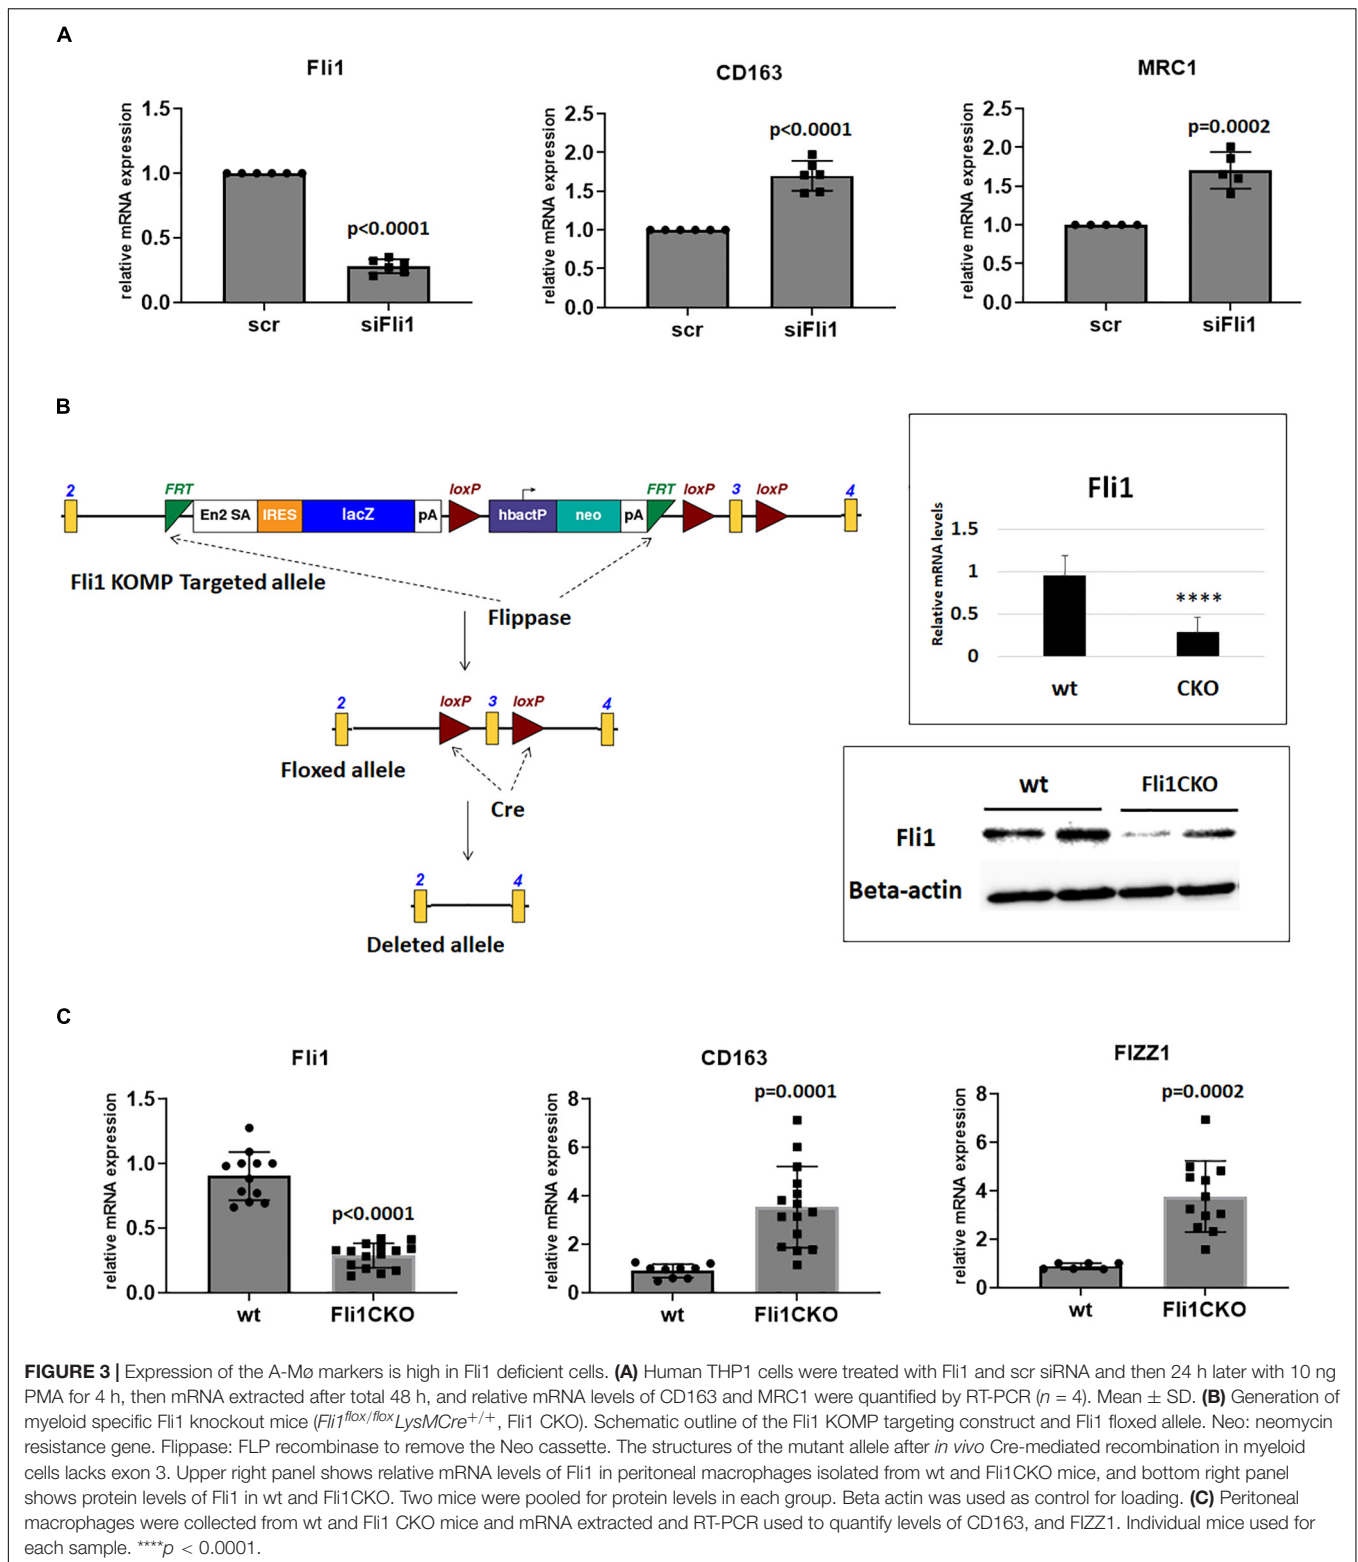 A
Fli1
relative mRNA expression
1.5
1.0
0.5
0.0
p<0.0001
scr
siFli1
CD163
relative mRNA expression
2.5
2.0
1.5
1.0
0.5
0.0
p<0.0001
scr
siFli1
MRC1
relative mRNA expression
2.5
2.0
1.5
1.0
0.5
0.0
p=0.0002
scr
siFli1
B
2
FRT
En2 SA
IRES
lacZ
pA
loxP
hbactP
neo
pA
FRT
loxP
3
loxP
4
Fli1 KOMP Targeted allele
Flippase
2
loxP
3
loxP
4
Floxed allele
Cre
2
4
Deleted allele
Fli1
Relative mRNA levels
1.5
1
0.5
0
****
wt
CKO
wt
Fli1CKO
Fli1
Beta-actin
C
Fli1
relative mRNA expression
1.5
1.0
0.5
0.0
p<0.0001
wt
Fli1CKO
CD163
relative mRNA expression
8
6
4
2
0
p=0.0001
wt
Fli1CKO
FIZZ1
relative mRNA expression
8
6
4
2
0
p=0.0002
wt
Fli1CKO
FIGURE 3 | Expression of the A-Mø markers is high in Fli1 deficient cells. (A) Human THP1 cells were treated with Fli1 and scr siRNA and then 24 h later with 10 ng
PMA for 4 h, then mRNA extracted after total 48 h, and relative mRNA levels of CD163 and MRC1 were quantified by RT-PCR (n = 4). Mean ± SD. (B) Generation of
myeloid specific Fli1 knockout mice (Fli1flox/floxLysMCre+/+, Fli1 CKO). Schematic outline of the Fli1 KOMP targeting construct and Fli1 floxed allele. Neo: neomycin
resistance gene. Flippase: FLP recombinase to remove the Neo cassette. The structures of the mutant allele after in vivo Cre-mediated recombination in myeloid
cells lacks exon 3. Upper right panel shows relative mRNA levels of Fli1 in peritoneal macrophages isolated from wt and Fli1CKO mice, and bottom right panel
shows protein levels of Fli1 in wt and Fli1CKO. Two mice were pooled for protein levels in each group. Beta actin was used as control for loading. (C) Peritoneal
macrophages were collected from wt and Fli1 CKO mice and mRNA extracted and RT-PCR used to quantify levels of CD163, and FIZZ1. Individual mice used for
each sample. ****p < 0.0001.